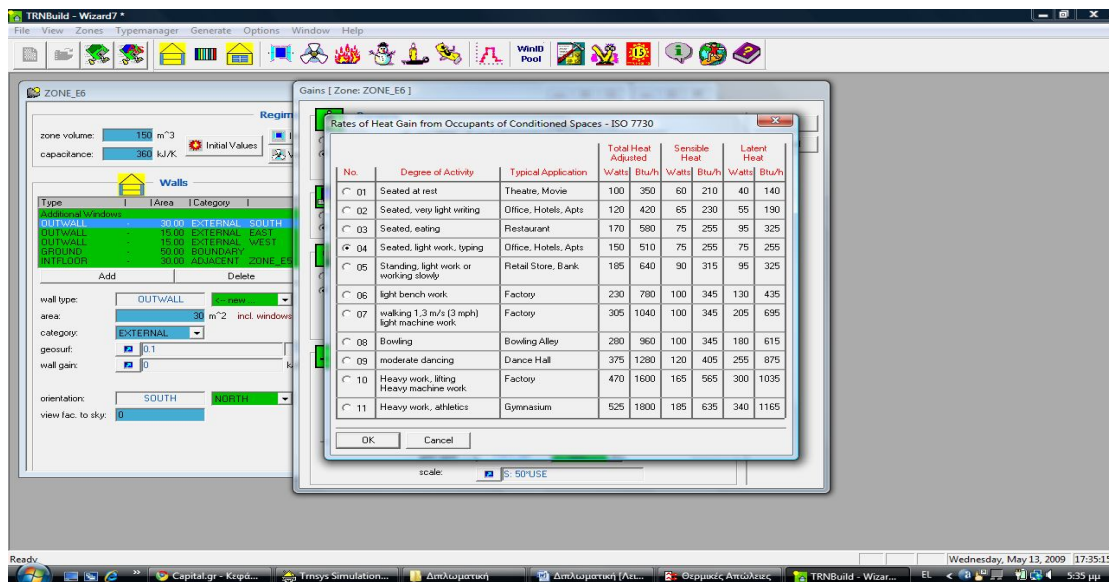 TRNBuild - Wizard7 *
File View Zones Typemanager Generate Options Window Help
WinID Pool
ZONE_E6
Regim
zone volume: 150 m^3
capacitance: 360 kJ/K
Initial Values
Walls
Type Area Category
Additional Windows
OUTWALL - 30.00 EXTERNAL SOUTH
OUTWALL - 15.00 EXTERNAL EAST
OUTWALL - 15.00 EXTERNAL WEST
GROUND - 50.00 BOUNDARY
INTFLOOR - 30.00 ADJACENT ZONE_E5
Add Delete
wall type: OUTWALL <-- new ...
area: 30 m^2 incl. windows
category: EXTERNAL
geosurf: 0.1
wall gain: 0
orientation: SOUTH NORTH
view fac. to sky: 0
Gains [ Zone: ZONE_E6 ]
Rates of Heat Gain from Occupants of Conditioned Spaces - ISO 7730
Total Heat Adjusted Sensible Heat Latent Heat
No. Degree of Activity Typical Application Watts Btu/h Watts Btu/h Watts Btu/h
01 Seated at rest Theatre, Movie 100 350 60 210 40 140
02 Seated, very light writing Office, Hotels, Apts 120 420 65 230 55 190
03 Seated, eating Restaurant 170 580 75 255 95 325
04 Seated, light work, typing Office, Hotels, Apts 150 510 75 255 75 255
05 Standing, light work or working slowly Retail Store, Bank 185 640 90 315 95 325
06 light bench work Factory 230 780 100 345 130 435
07 walking 1,3 m/s (3 mph) light machine work Factory 305 1040 100 345 205 695
08 Bowling Bowling Alley 280 960 100 345 180 615
09 moderate dancing Dance Hall 375 1280 120 405 255 875
10 Heavy work, lifting Heavy machine work Factory 470 1600 165 565 300 1035
11 Heavy work, athletics Gymnasium 525 1800 185 635 340 1165
OK Cancel
scale: S: 50*USE
Ready Wednesday, May 13, 2009 17:35:15
Capital.gr - Κεφά... Trnsys Simulation... Διπλωματική Διπλωματική [Λει... Θερμικές Απώλειες TRNBuild - Wizar... EL 5:35 μμ